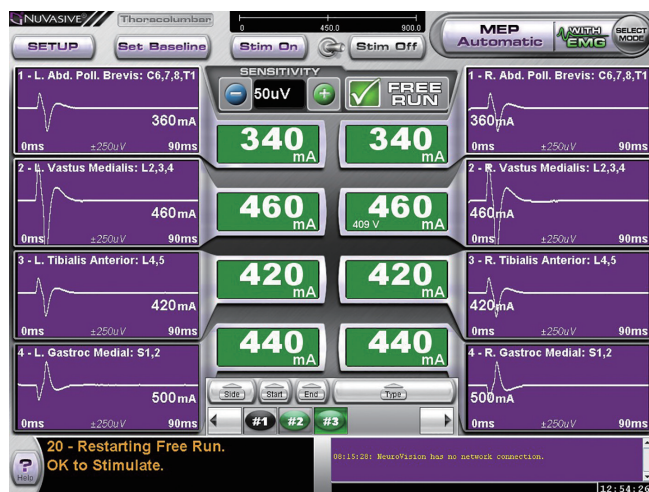 NUVASIVE
Thoracolumbar
0 450.0 900.0
MEP
Automatic
WITH
EMG
SELECT
MODE
SETUP
Set Baseline
Stim On
Stim Off
SENSITIVITY
50uV
FREE
RUN
1 - L. Abd. Poll. Brevis: C6,7,8,T1
360mA
0ms ±250uV 90ms
340
mA
340
mA
1 - R. Abd. Poll. Brevis: C6,7,8,T1
360mA
0ms ±250uV 90ms
2 - L. Vastus Medialis: L2,3,4
460mA
0ms ±250uV 90ms
460
mA
460
409 V mA
2 - R. Vastus Medialis: L2,3,4
460mA
0ms ±250uV 90ms
3 - L. Tibialis Anterior: L4,5
420mA
0ms ±250uV 90ms
420
mA
420
mA
3 - R. Tibialis Anterior: L4,5
420mA
0ms ±250uV 90ms
4 - L. Gastroc Medial: S1,2
500mA
0ms ±250uV 90ms
440
mA
440
mA
4 - R. Gastroc Medial: S1,2
500mA
0ms ±250uV 90ms
Side Start End Type
#1 #2 #3
?
Help
20 - Restarting Free Run.
OK to Stimulate.
08:15:28: NeuroVision has no network connection.
12:54:26